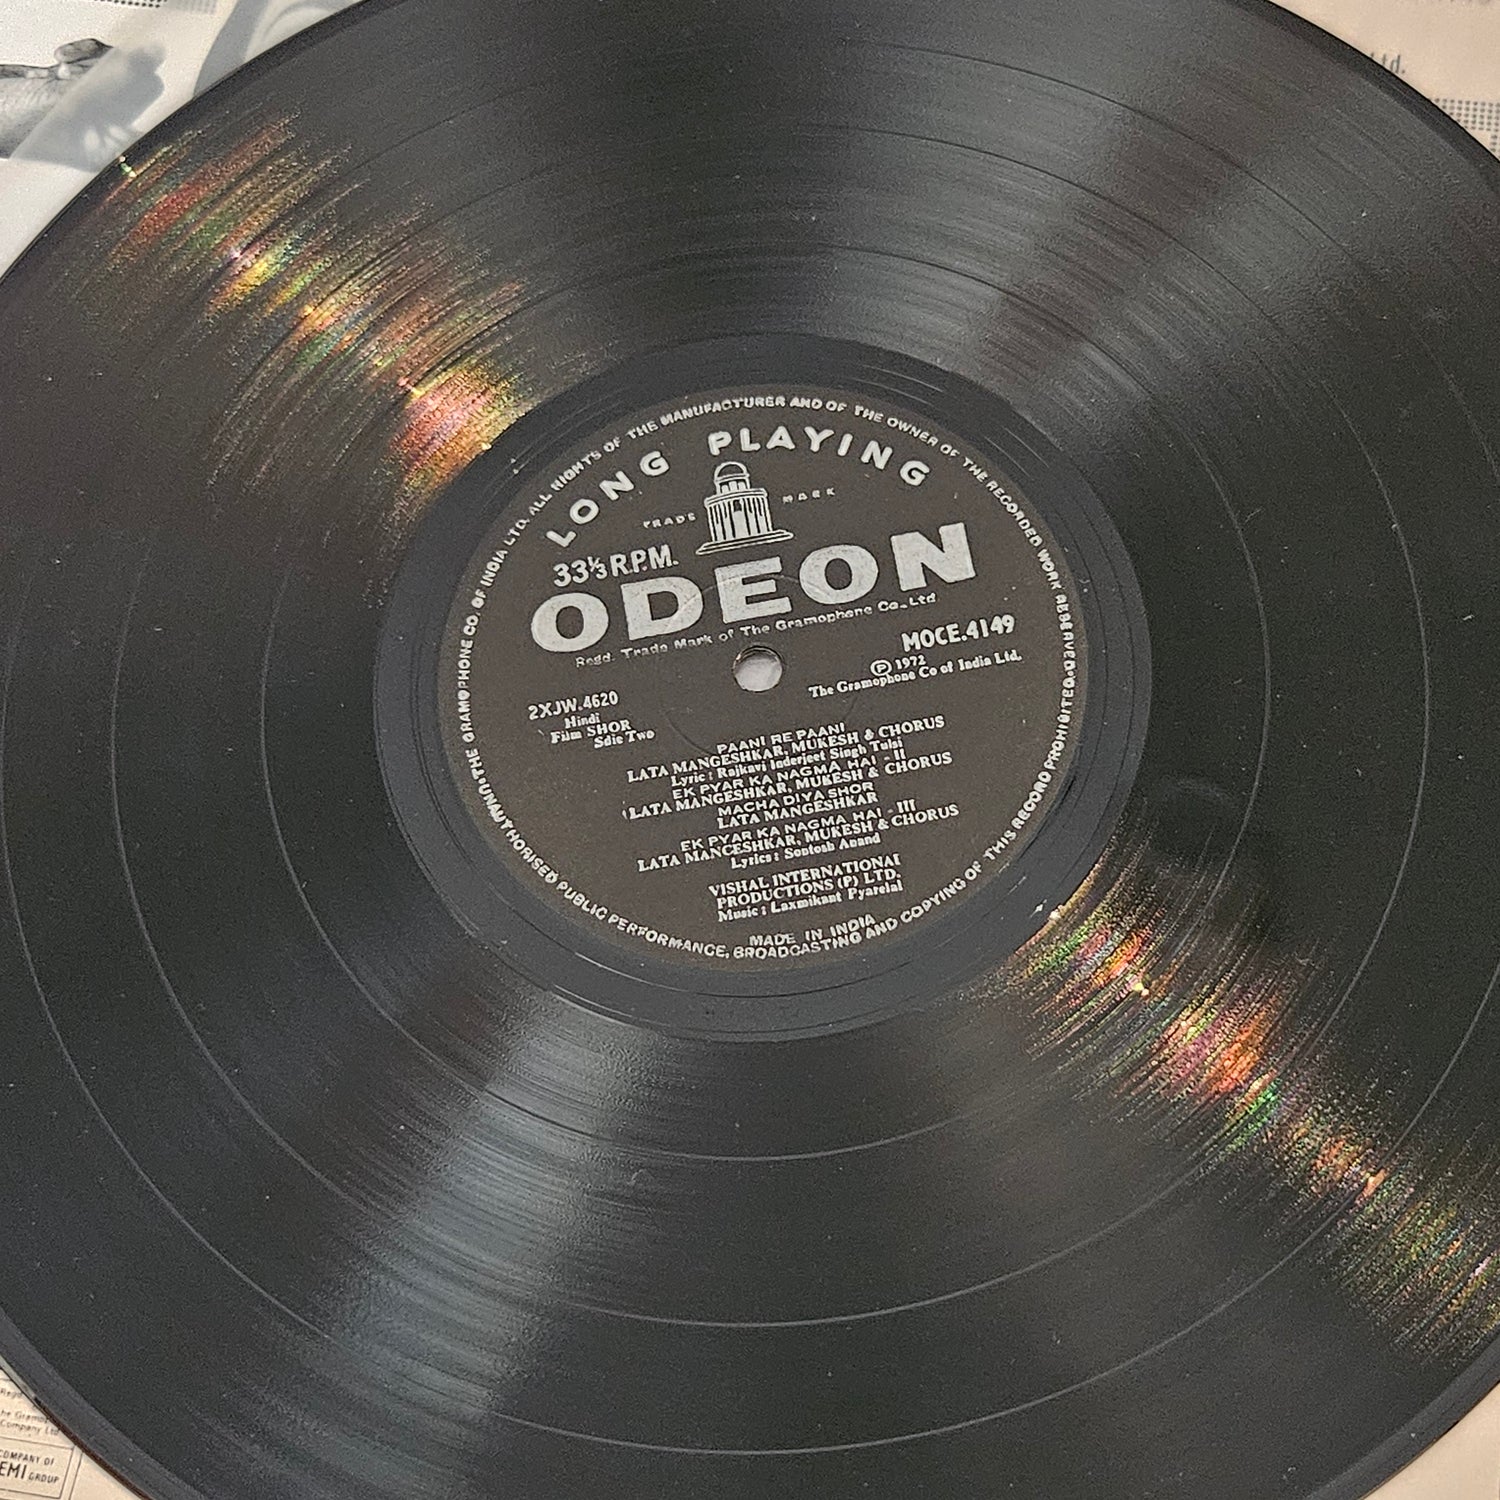 THE GRAMOPHONE CO. OF INDIA LTD. ALL RIGHTS OF THE MANUFACTURER AND OF THE OWNER OF THE RECORDED WORK RESERVED. UNAUTHORISED PUBLIC PERFORMANCE, BROADCASTING AND COPYING OF THIS RECORD PROHIBITED
LONG PLAYING
TRADE MARK
33⅓ R.P.M.
ODEON
Regd. Trade Mark of The Gramophone Co. Ltd
MOCE.4149
Ⓟ 1972
The Gramophone Co of India Ltd.
2XJW.4620
Hindi
Film SHOR
Sdie Two
PAANI RE PAANI
LATA MANGESHKAR, MUKESH & CHORUS
Lyric : Rajkavi Inderjeet Singh Tulsi
EK PYAR KA NAGMA HAI - II
LATA MANGESHKAR, MUKESH & CHORUS
MACHA DIYA SHOR
LATA MANGESHKAR
EK PYAR KA NAGMA HAI - III
LATA MANGESHKAR, MUKESH & CHORUS
Lyrics : Santosh Anand
VISHAL INTERNATIONAL
PRODUCTIONS (P) LTD.
Music : Laxmikant Pyarelal
MADE IN INDIA
Ltd.
Regd
Company Ltd
COMPANY OF
EMI GROUP